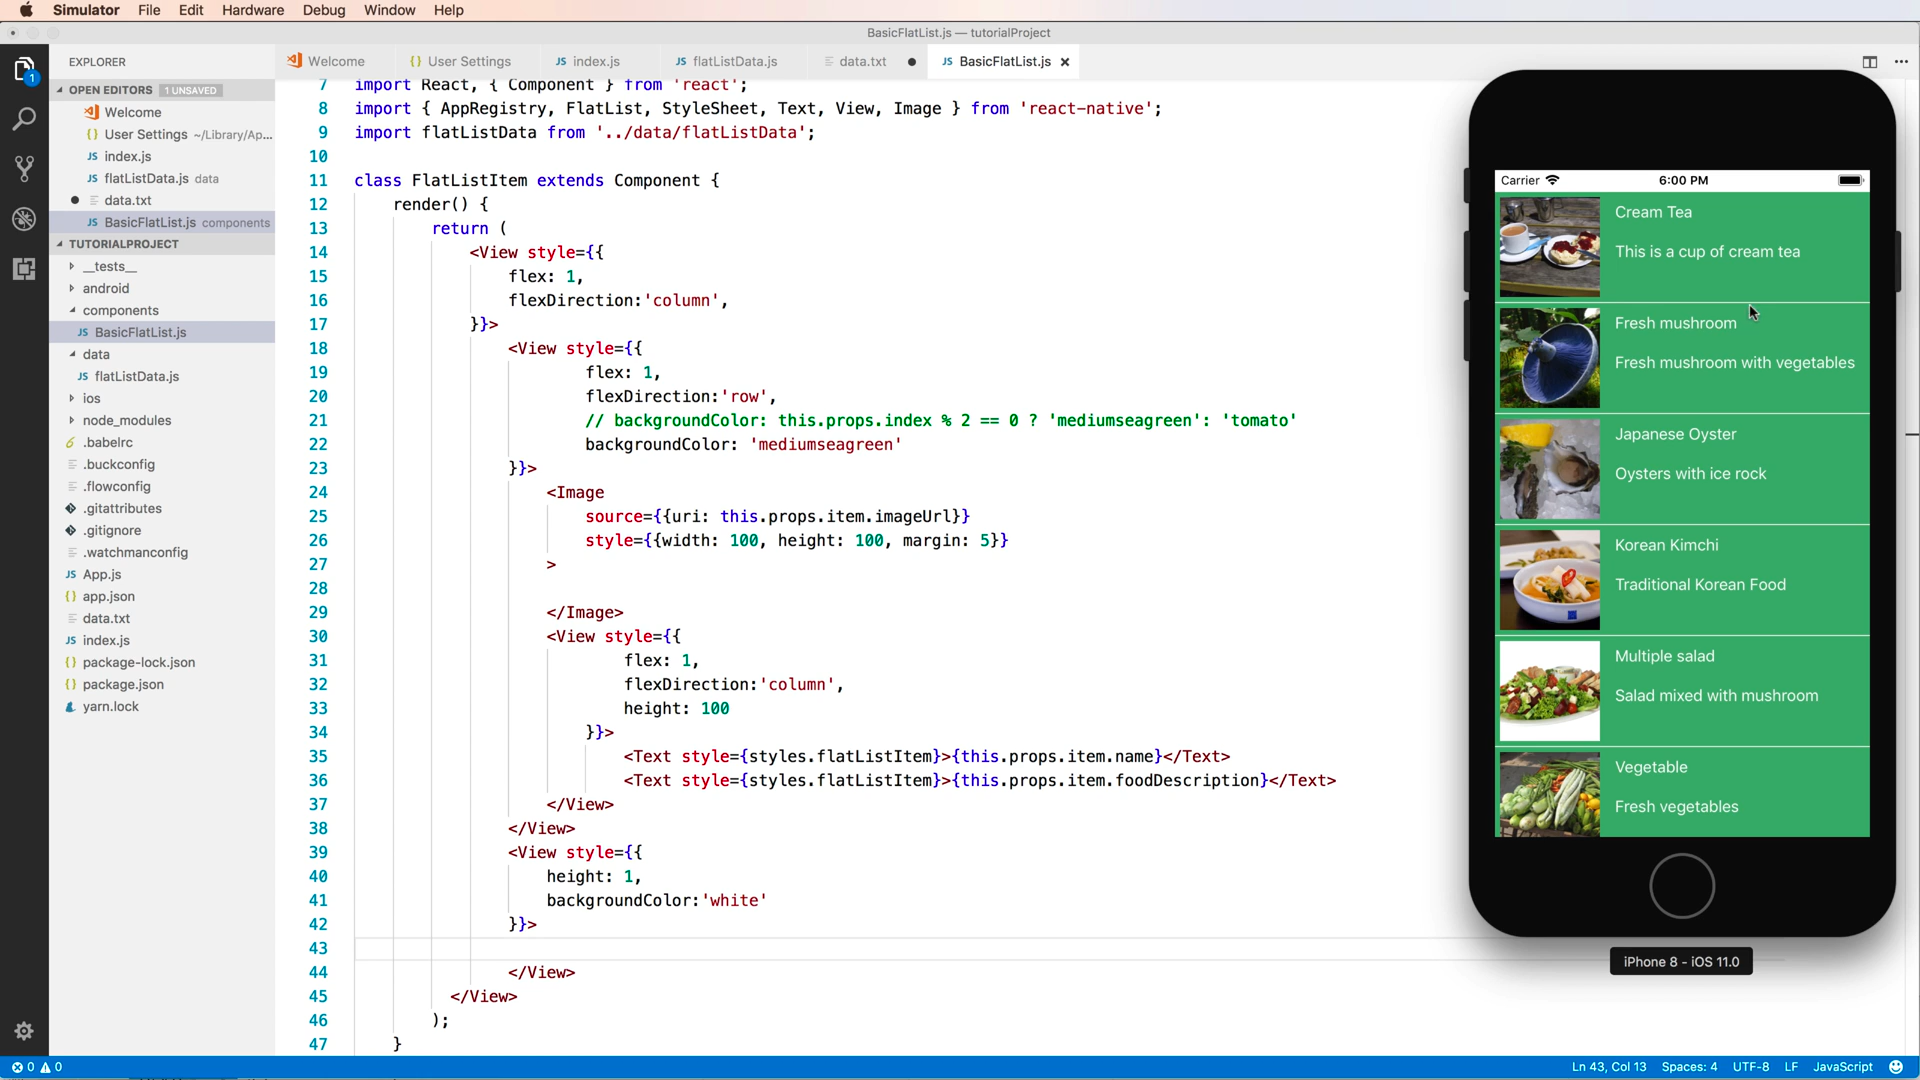 Simulator File Edit Hardware Debug Window Help
BasicFlatList.js — tutorialProject
EXPLORER
OPEN EDITORS 1 UNSAVED
Welcome
User Settings ~/Library/Ap...
index.js
flatListData.js data
data.txt
BasicFlatList.js components
TUTORIALPROJECT
__tests__
android
components
BasicFlatList.js
data
flatListData.js
ios
node_modules
.babelrc
.buckconfig
.flowconfig
.gitattributes
.gitignore
.watchmanconfig
App.js
app.json
data.txt
index.js
package-lock.json
package.json
yarn.lock
Welcome User Settings index.js flatListData.js data.txt BasicFlatList.js
7 import React, { Component } from 'react';
8 import { AppRegistry, FlatList, StyleSheet, Text, View, Image } from 'react-native';
9 import flatListData from '../data/flatListData';
10
11 class FlatListItem extends Component {
12 render() {
13 return (
14 <View style={{
15 flex: 1,
16 flexDirection:'column',
17 }}>
18 <View style={{
19 flex: 1,
20 flexDirection:'row',
21 // backgroundColor: this.props.index % 2 == 0 ? 'mediumseagreen': 'tomato'
22 backgroundColor: 'mediumseagreen'
23 }}>
24 <Image
25 source={{uri: this.props.item.imageUrl}}
26 style={{width: 100, height: 100, margin: 5}}
27 >
28
29 </Image>
30 <View style={{
31 flex: 1,
32 flexDirection:'column',
33 height: 100
34 }}>
35 <Text style={styles.flatListItem}>{this.props.item.name}</Text>
36 <Text style={styles.flatListItem}>{this.props.item.foodDescription}</Text>
37 </View>
38 </View>
39 <View style={{
40 height: 1,
41 backgroundColor:'white'
42 }}>
43
44 </View>
45 </View>
46 );
47 }
Carrier 6:00 PM
Cream Tea
This is a cup of cream tea
Fresh mushroom
Fresh mushroom with vegetables
Japanese Oyster
Oysters with ice rock
Korean Kimchi
Traditional Korean Food
Multiple salad
Salad mixed with mushroom
Vegetable
Fresh vegetables
iPhone 8 - iOS 11.0
0 0 Ln 43, Col 13 Spaces: 4 UTF-8 LF JavaScript